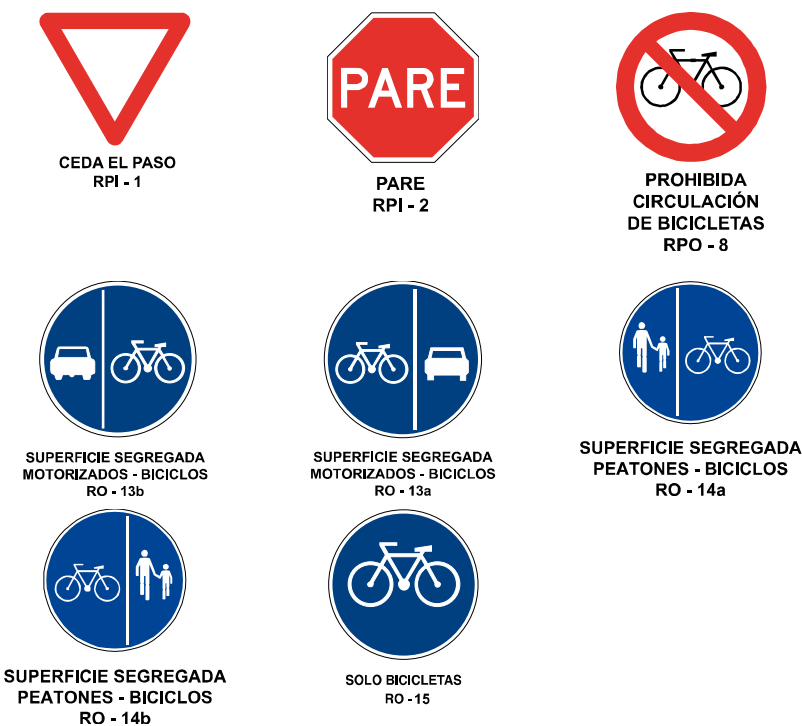 CEDA EL PASO
RPI - 1
PARE
PARE
RPI - 2
PROHIBIDA
CIRCULACIÓN
DE BICICLETAS
RPO - 8
SUPERFICIE SEGREGADA
MOTORIZADOS - BICICLOS
RO - 13b
SUPERFICIE SEGREGADA
MOTORIZADOS - BICICLOS
RO - 13a
SUPERFICIE SEGREGADA
PEATONES - BICICLOS
RO - 14a
SUPERFICIE SEGREGADA
PEATONES - BICICLOS
RO - 14b
SOLO BICICLETAS
RO - 15